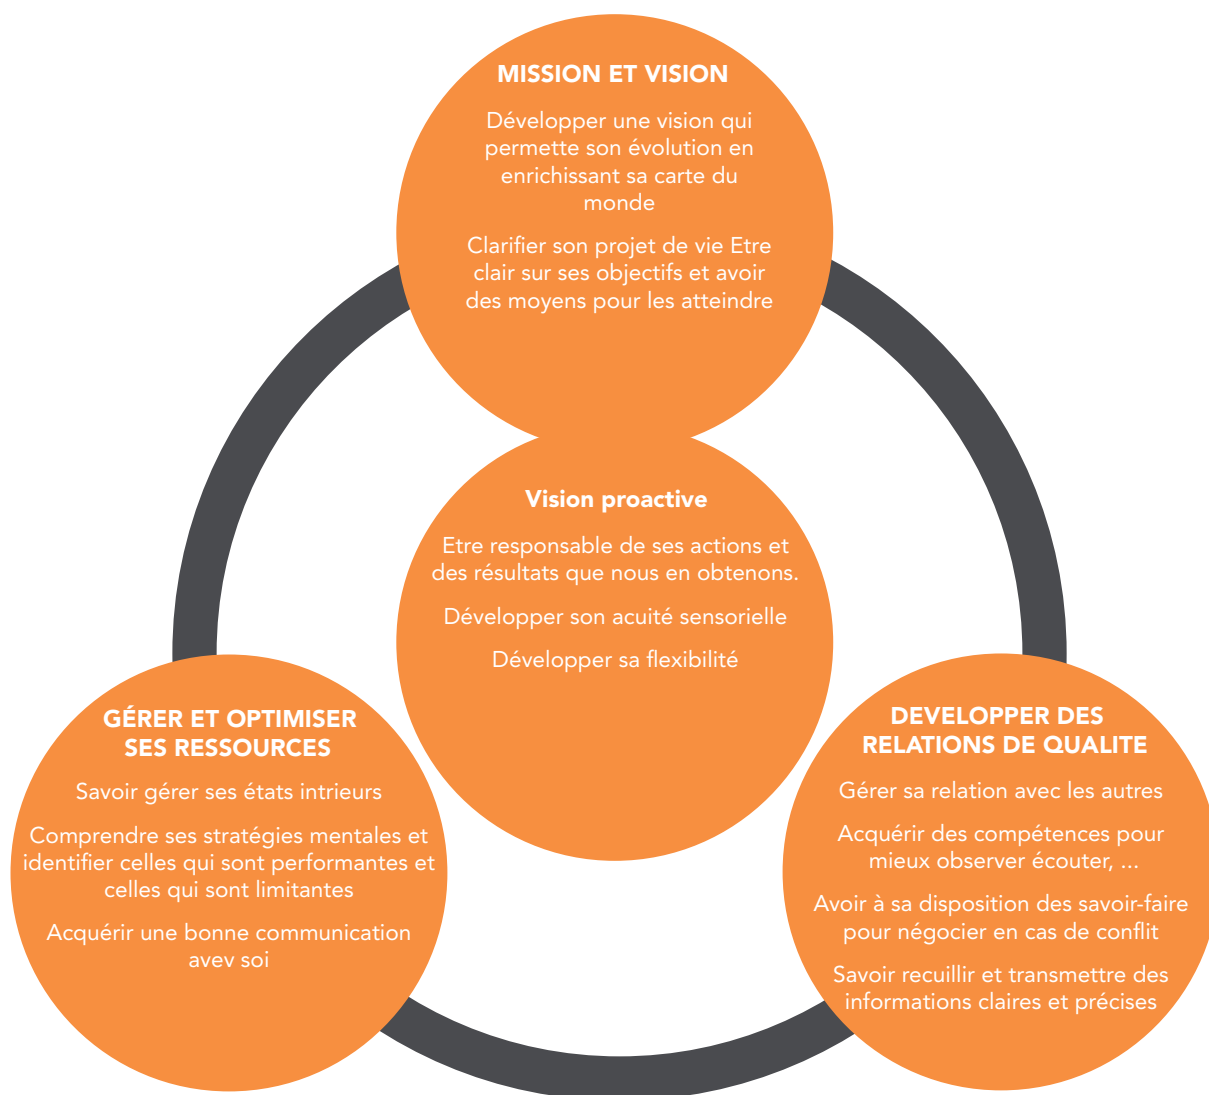 MISSION ET VISION
Développer une vision qui
permette son évolution en
enrichissant sa carte du
monde
Clarifier son projet de vie Etre
clair sur ses objectifs et avoir
des moyens pour les atteindre
Vision proactive
Etre responsable de ses actions et
des résultats que nous en obtenons.
Développer son acuité sensorielle
Développer sa flexibilité
GÉRER ET OPTIMISER
SES RESSOURCES
Savoir gérer ses états intrieurs
Comprendre ses stratégies mentales et
identifier celles qui sont performantes et
celles qui sont limitantes
Acquérir une bonne communication
avev soi
DEVELOPPER DES
RELATIONS DE QUALITE
Gérer sa relation avec les autres
Acquérir des compétences pour
mieux observer écouter, ...
Avoir à sa disposition des savoir-faire
pour négocier en cas de conflit
Savoir recuillir et transmettre des
informations claires et précises